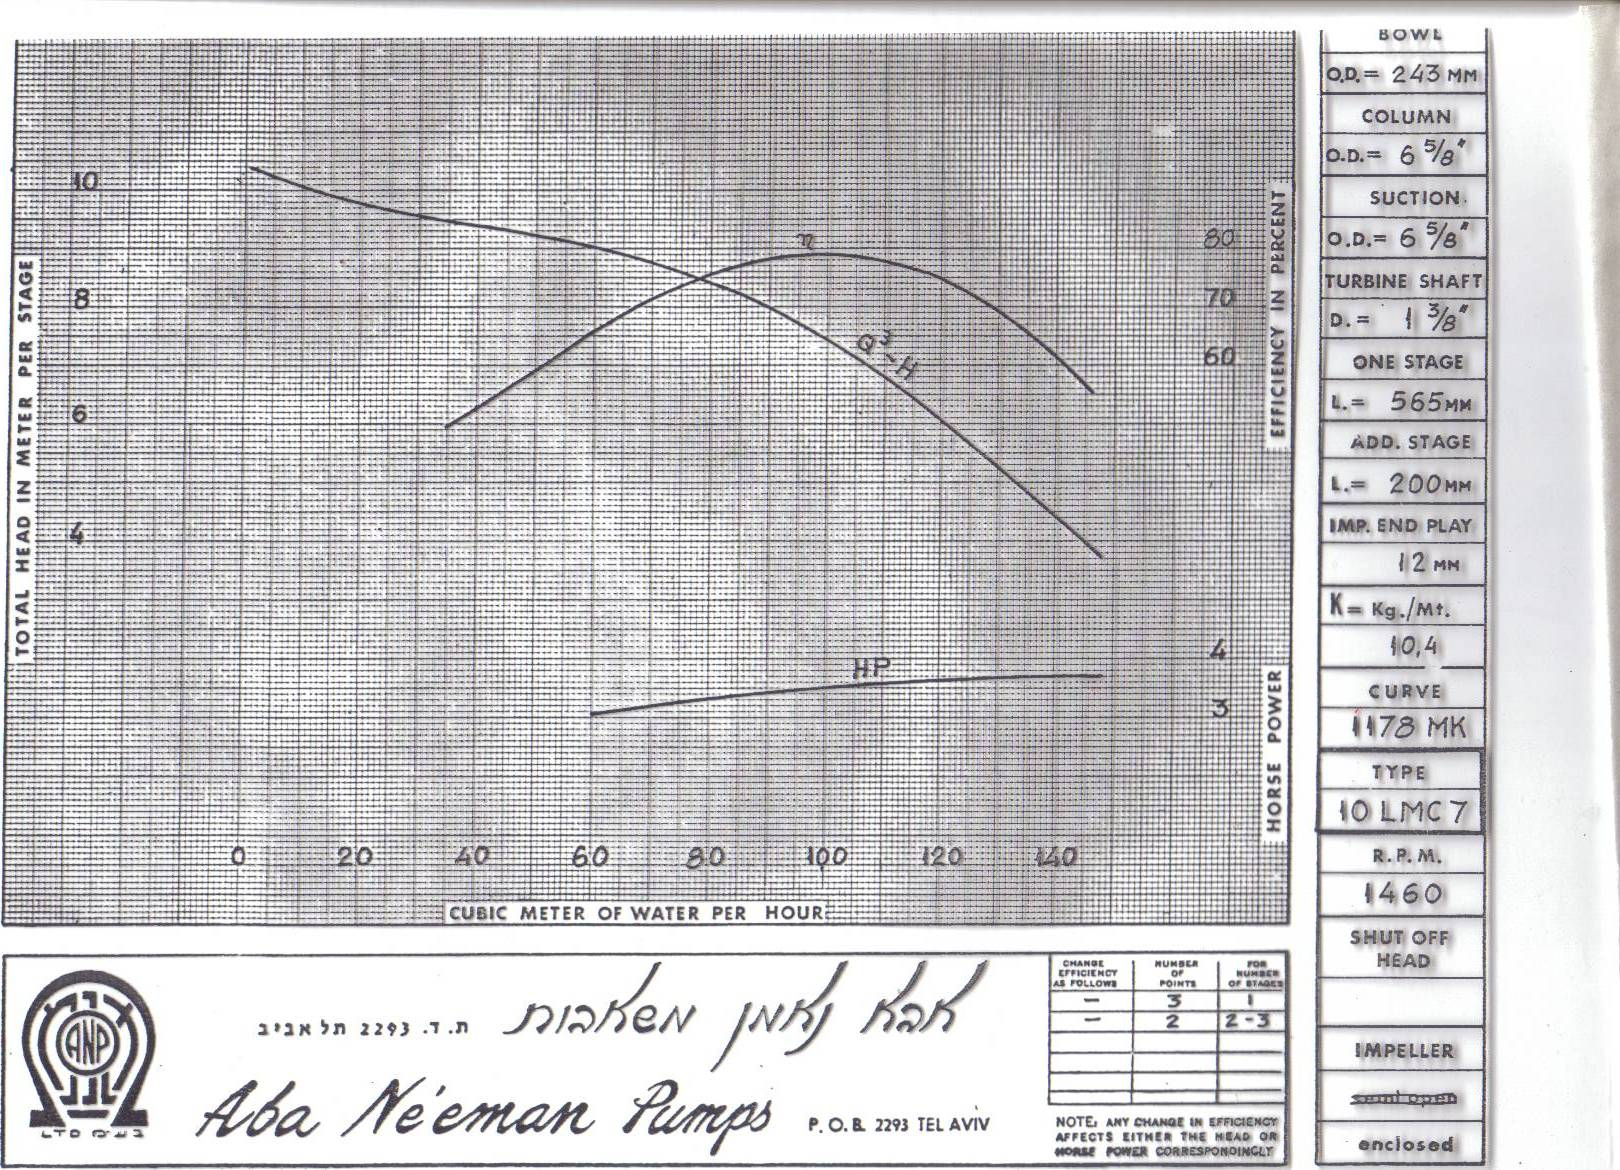 10
8
6
4
TOTAL HEAD IN METER PER STAGE
η
Q³~H
HP
80
70
60
EFFICIENCY IN PERCENT
4
3
HORSE POWER
0 20 40 60 80 100 120 140
CUBIC METER OF WATER PER HOUR
BOWL
O.D.= 243 MM
COLUMN
O.D.= 6 5/8"
SUCTION.
O.D.= 6 5/8"
TURBINE SHAFT
D.= 1 3/8"
ONE STAGE
L.= 565MM
ADD. STAGE
L.= 200MM
IMP. END PLAY
12 MM
K= Kg./Mt.
10,4
CURVE
1178 MK
TYPE
10 LMC 7
R.P.M.
1460
SHUT OFF
HEAD
IMPELLER
semi open
enclosed
ANP
בע״מ LTD
אבא נאמן משאבות
ת.ד. 2293 תל אביב
Aba Né'eman Pumps
P.O.B. 2293 TEL AVIV
CHANGE EFFICIENCY AS FOLLOWS NUMBER OF POINTS FOR NUMBER OF STAGES
– 3 1
– 2 2-3
NOTE: ANY CHANGE IN EFFICIENCY
AFFECTS EITHER THE HEAD OR
HORSE POWER CORRESPONDINGLY